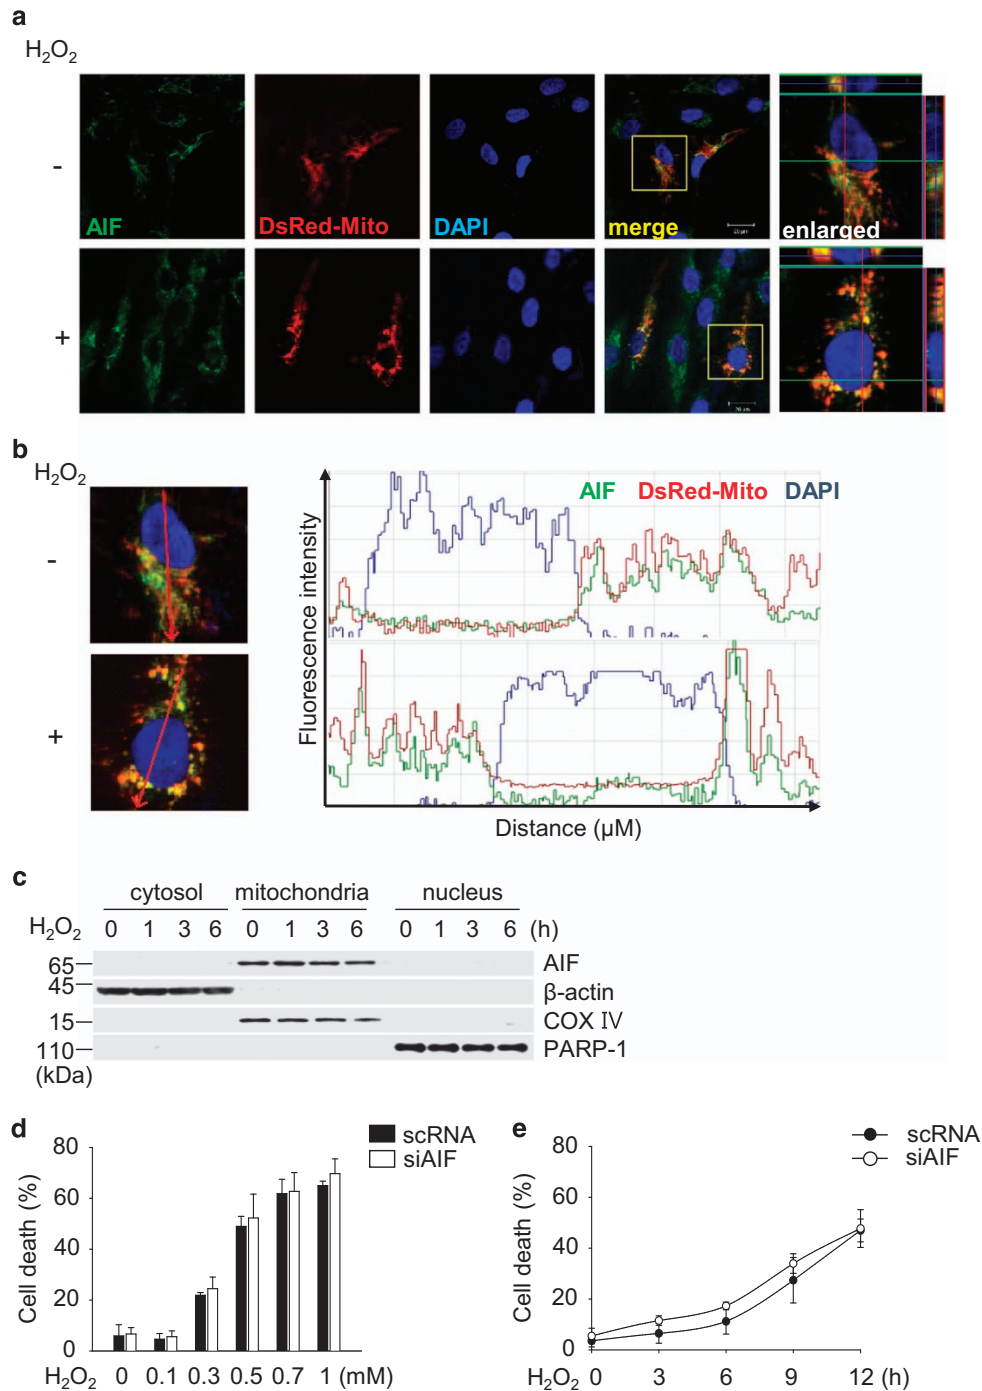 a
H₂O₂
-
AIF
DsRed-Mito
DAPI
merge
20 µm
enlarged
+
20 µm
b
H₂O₂
-
+
AIF DsRed-Mito DAPI
Fluorescence intensity
Distance (µM)
c
cytosol mitochondria nucleus
H₂O₂ 0 1 3 6 0 1 3 6 0 1 3 6 (h)
65 AIF
45 β-actin
15 COX Ⅳ
110 PARP-1
(kDa)
d
scRNA
siAIF
Cell death (%)
80
60
40
20
0
H₂O₂ 0 0.1 0.3 0.5 0.7 1 (mM)
e
scRNA
siAIF
Cell death (%)
80
60
40
20
0
H₂O₂ 0 3 6 9 12 (h)